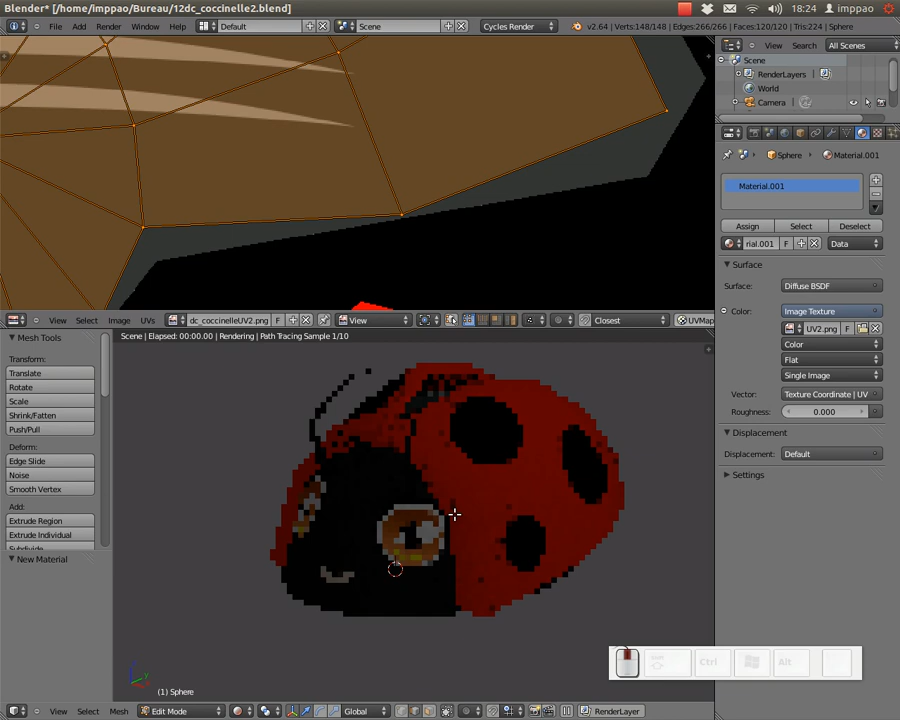 Blender* [/home/imppao/Bureau/12dc_coccinelle2.blend]
18:24 imppao
File Add Render Help Default Scene Cycles Render v2.64 | Verts:148/148 | Edges:266/266 | Faces:120/120 | Tris:224 | Sphere
View Search All Scenes
Scene
RenderLayers
World
Camera
Sphere Material.001
Material.001
Assign Select Deselect
rial.001 F Data
Surface
Surface: Diffuse BSDF
Color: Image Texture
UV2.png F
Color
Flat
Single Image
Vector: Texture Coordinate | UV
Roughness: 0.000
Displacement
Displacement: Default
Settings
View Select Image UVs dc_coccinelleUV2.png F View Closest UVMap
Scene | Elapsed: 00:00.00 | Rendering | Path Tracing Sample 1/10
Mesh Tools
Transform:
Translate
Rotate
Scale
Shrink/Fatten
Push/Pull
Deform:
Edge Slide
Noise
Smooth Vertex
Add:
Extrude Region
Extrude Individual
Subdivide
New Material
Ctrl Alt
(1) Sphere
View Select Mesh Edit Mode Global RenderLayer